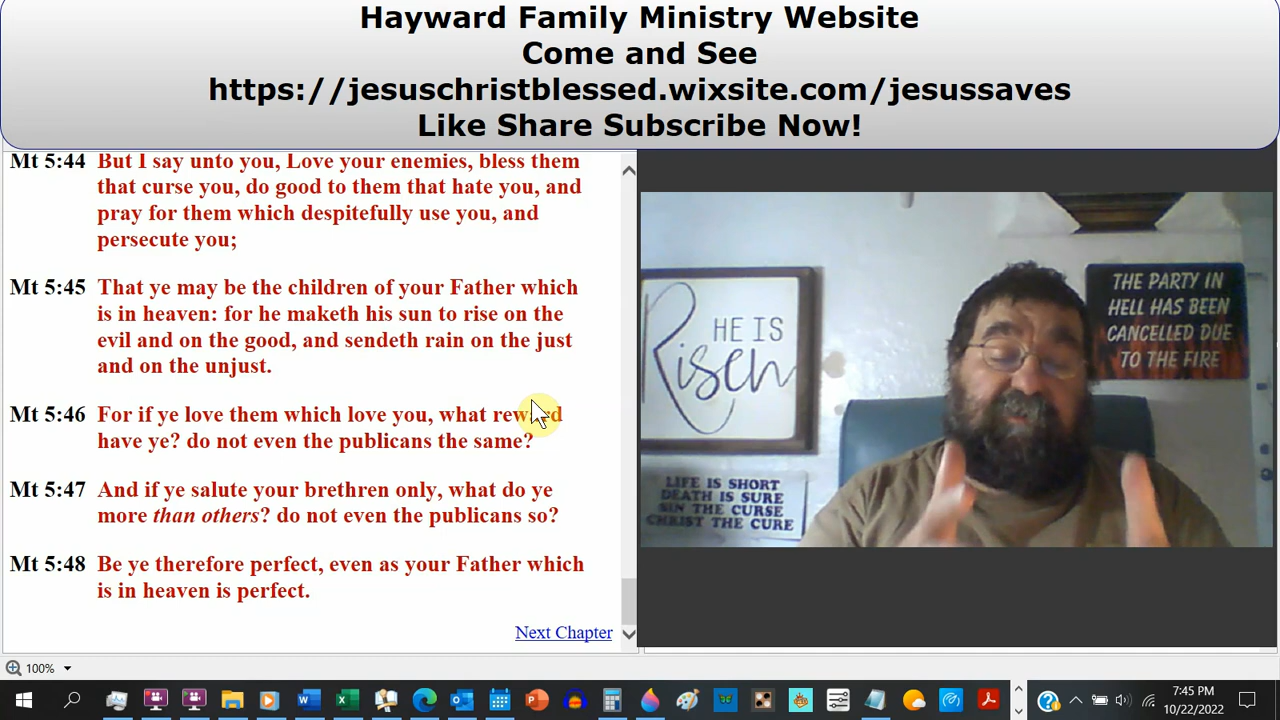 Hayward Family Ministry Website
Come and See
https://jesuschristblessed.wixsite.com/jesussaves
Like Share Subscribe Now!
Mt 5:44 But I say unto you, Love your enemies, bless them
that curse you, do good to them that hate you, and
pray for them which despitefully use you, and
persecute you;
Mt 5:45 That ye may be the children of your Father which
is in heaven: for he maketh his sun to rise on the
evil and on the good, and sendeth rain on the just
and on the unjust.
Mt 5:46 For if ye love them which love you, what reward
have ye? do not even the publicans the same?
Mt 5:47 And if ye salute your brethren only, what do ye
more than others? do not even the publicans so?
Mt 5:48 Be ye therefore perfect, even as your Father which
is in heaven is perfect.
Next Chapter
HE IS
Risen
THE PARTY IN
HELL HAS BEEN
CANCELLED DUE
TO THE FIRE
LIFE IS SHORT
DEATH IS SURE
SIN THE CURSE
CHRIST THE CURE
100%
7:45 PM
10/22/2022